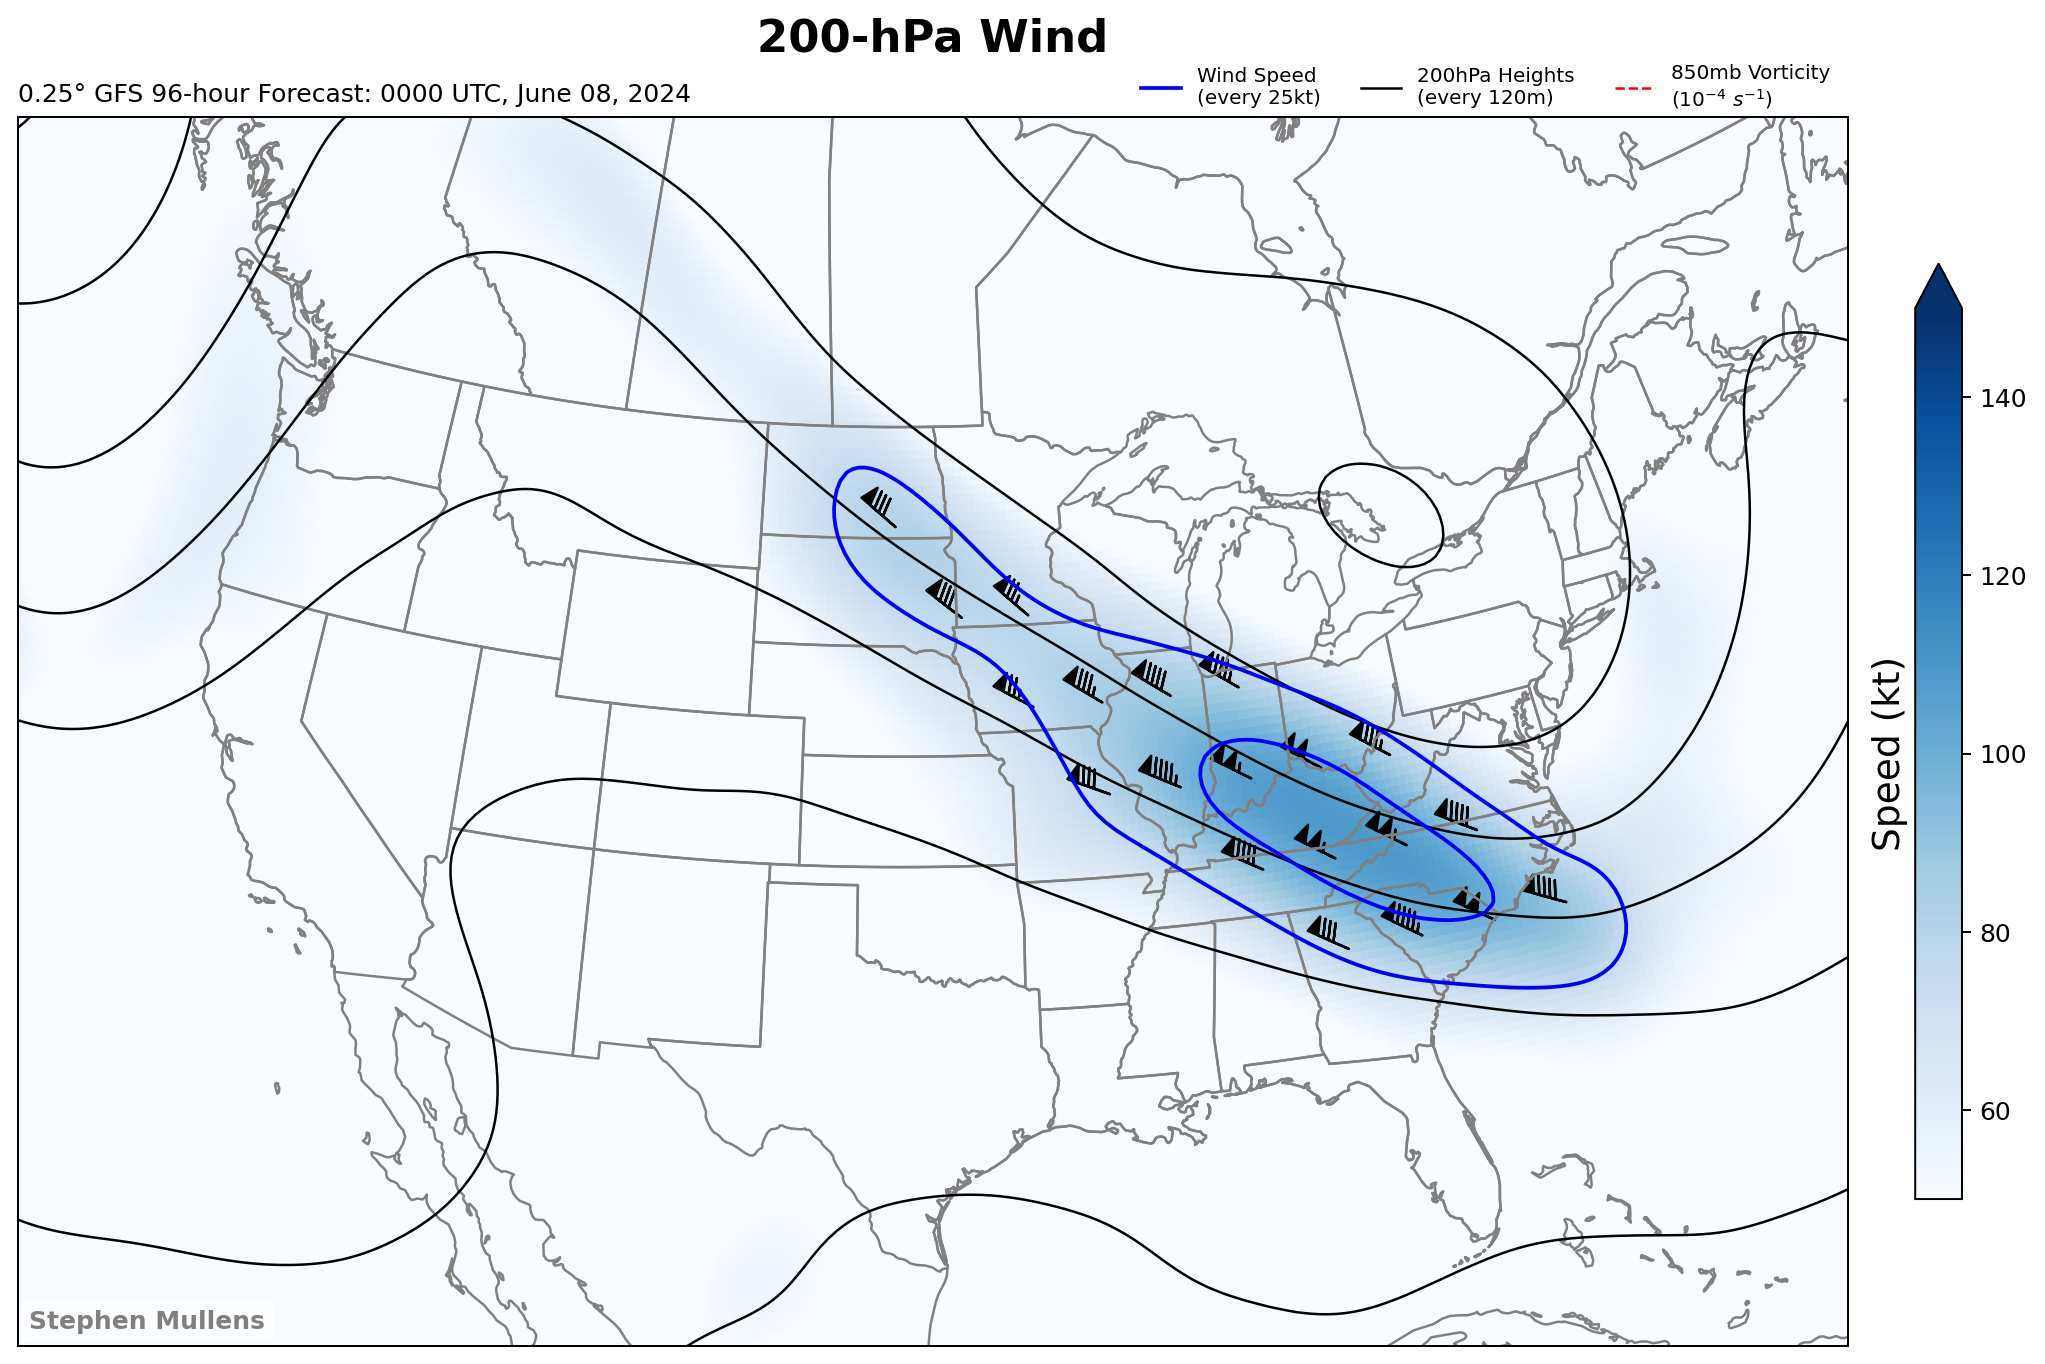 200-hPa Wind
0.25° GFS 96-hour Forecast: 0000 UTC, June 08, 2024
Wind Speed
(every 25kt)
200hPa Heights
(every 120m)
850mb Vorticity
(10⁻⁴ s⁻¹)
140
120
100
80
60
Speed (kt)
Stephen Mullens